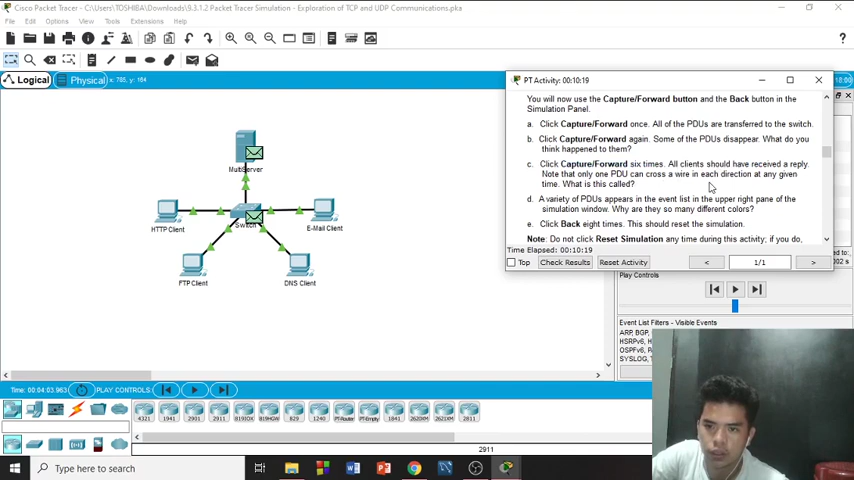 Cisco Packet Tracer - C:\Users\TOSHIBA\Downloads\9.3.1.2 Packet Tracer Simulation - Exploration of TCP and UDP Communications.pka
File Edit Options View Tools Extensions Help
Logical Physical x: 785, y: 164
PT Activity: 00:10:19
You will now use the Capture/Forward button and the Back button in the
Simulation Panel.
a. Click Capture/Forward once. All of the PDUs are transferred to the switch.
b. Click Capture/Forward again. Some of the PDUs disappear. What do you
think happened to them?
c. Click Capture/Forward six times. All clients should have received a reply.
Note that only one PDU can cross a wire in each direction at any given
time. What is this called?
d. A variety of PDUs appears in the event list in the upper right pane of the
simulation window. Why are they so many different colors?
e. Click Back eight times. This should reset the simulation.
Note: Do not click Reset Simulation any time during this activity; if you do,
Time Elapsed: 00:10:19
Top Check Results Reset Activity < 1/1 >
MultiServer
HTTP Client
Switch
E-Mail Client
FTP Client
DNS Client
Play Controls
Event List Filters - Visible Events
Time: 00:04:03.963 PLAY CONTROLS:
4321 1941 2901 2911 819IOX 819HGW 829 1240 PT-Router PT-Empty 1841 2620XM 2621XM 2811
2911
Type here to search